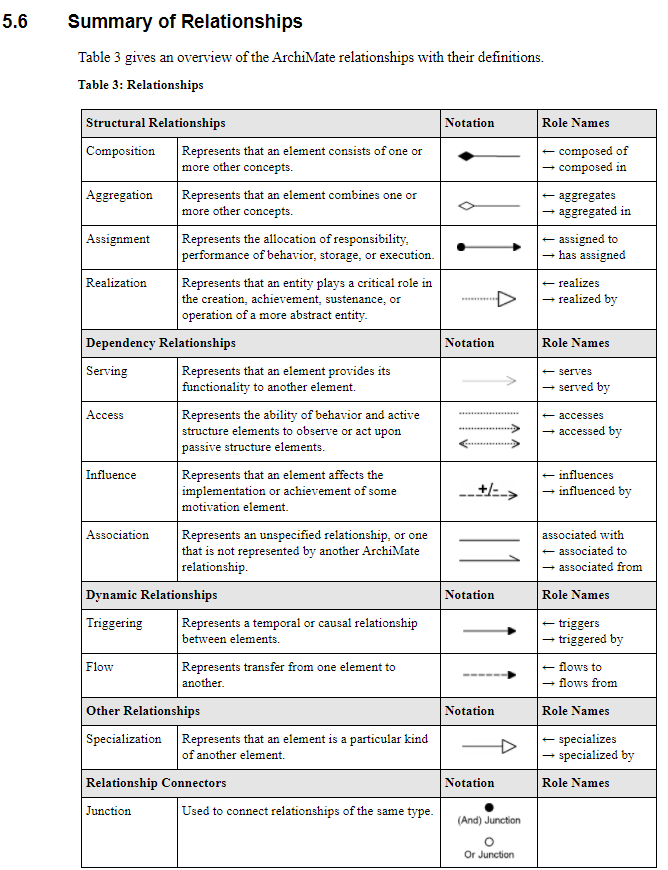 5.6 Summary of Relationships
Table 3 gives an overview of the ArchiMate relationships with their definitions.
Table 3: Relationships
Structural Relationships Notation Role Names
Composition Represents that an element consists of one or ← composed of
more other concepts. → composed in
Aggregation Represents that an element combines one or ← aggregates
more other concepts. → aggregated in
Assignment Represents the allocation of responsibility, ← assigned to
performance of behavior, storage, or execution. → has assigned
Realization Represents that an entity plays a critical role in ← realizes
the creation, achievement, sustenance, or → realized by
operation of a more abstract entity.
Dependency Relationships Notation Role Names
Serving Represents that an element provides its ← serves
functionality to another element. → served by
Access Represents the ability of behavior and active ← accesses
structure elements to observe or act upon → accessed by
passive structure elements.
Influence Represents that an element affects the ← influences
implementation or achievement of some +/- → influenced by
motivation element.
Association Represents an unspecified relationship, or one associated with
that is not represented by another ArchiMate ← associated to
relationship. → associated from
Dynamic Relationships Notation Role Names
Triggering Represents a temporal or causal relationship ← triggers
between elements. → triggered by
Flow Represents transfer from one element to ← flows to
another. → flows from
Other Relationships Notation Role Names
Specialization Represents that an element is a particular kind ← specializes
of another element. → specialized by
Relationship Connectors Notation Role Names
Junction Used to connect relationships of the same type.
(And) Junction
Or Junction